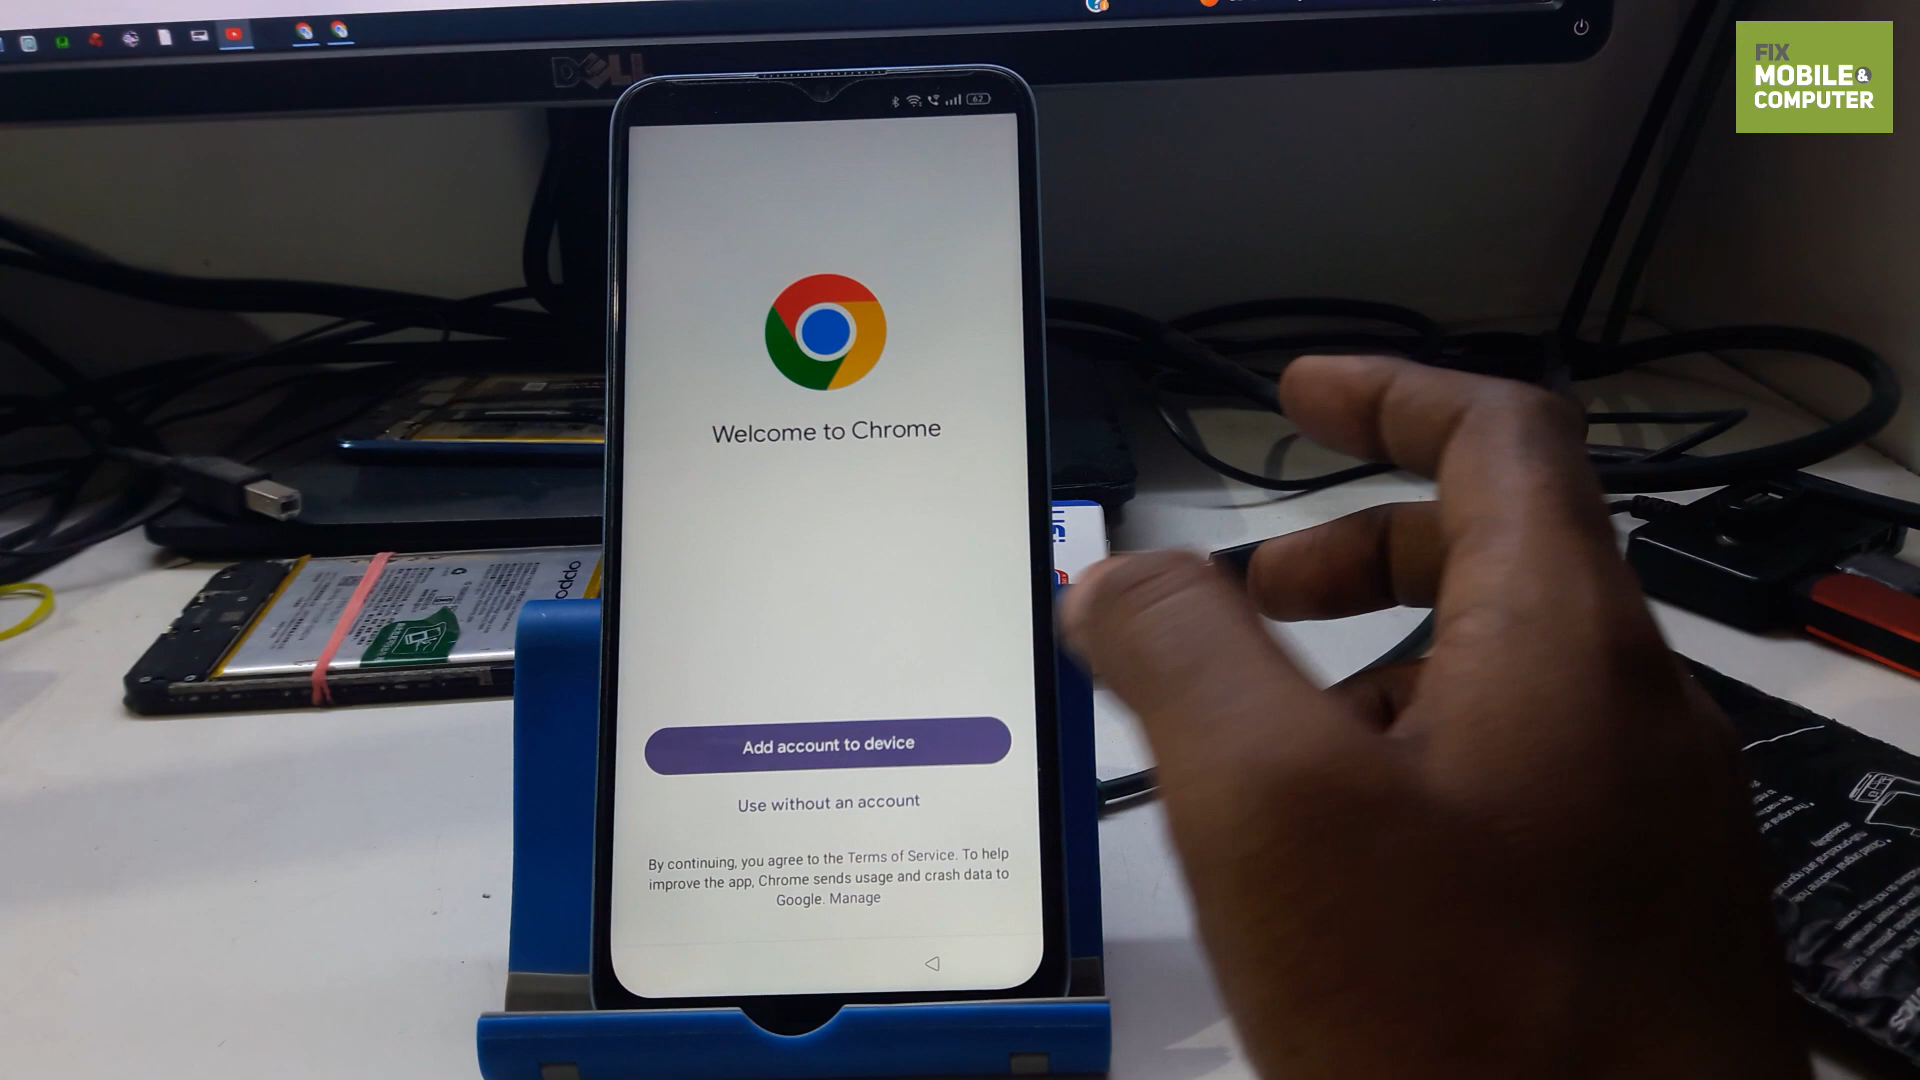 FIX
MOBILE &
COMPUTER
DELL
62
Welcome to Chrome
oppo
Add account to device
Use without an account
By continuing, you agree to the Terms of Service. To help
improve the app, Chrome sends usage and crash data to
Google. Manage